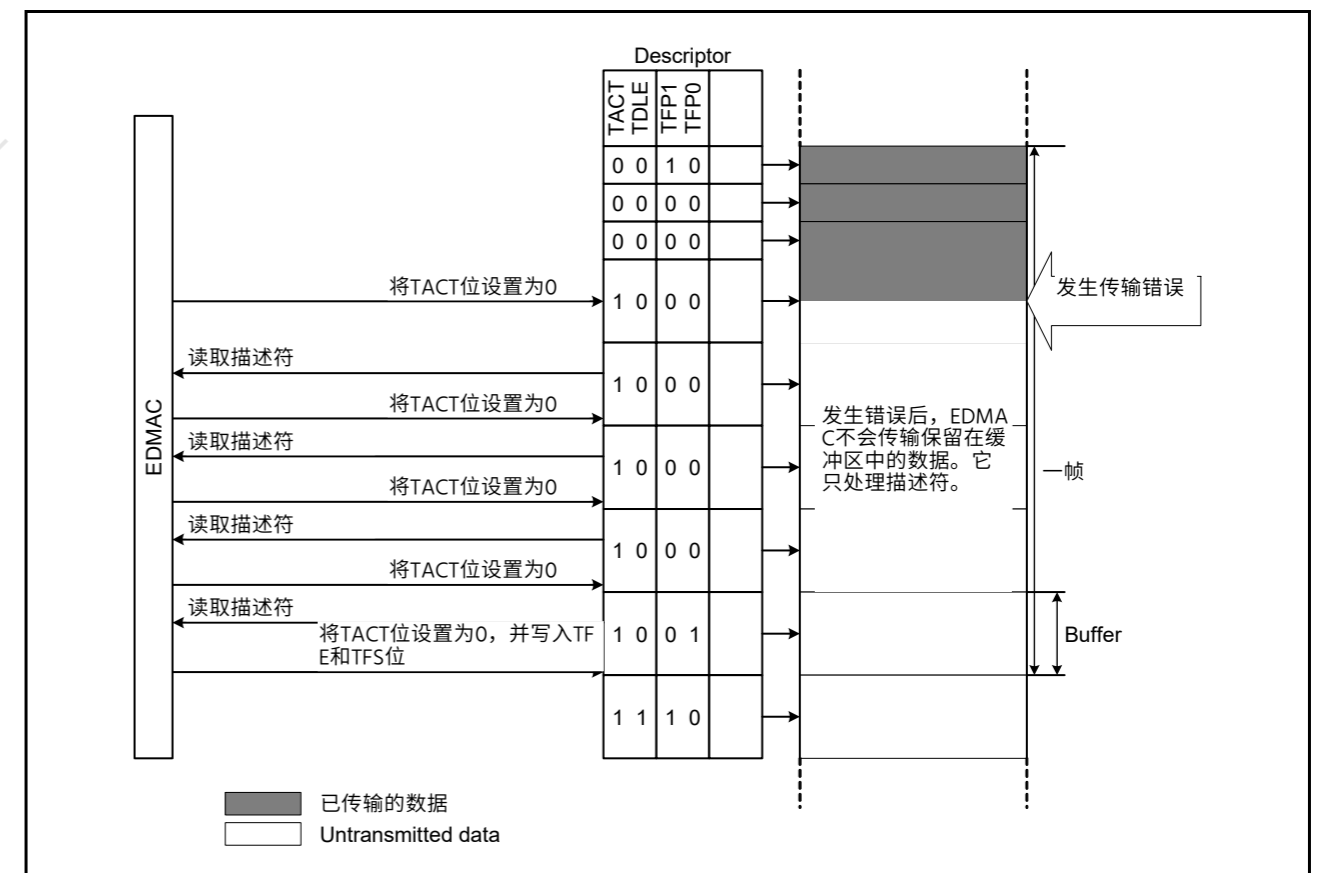 Descriptor
TACT
TDLE
TFP1
TFP0
0 0 1 0
0 0 0 0
0 0 0 0
将TACT位设置为0
1 0 0 0
发生传输错误
读取描述符
1 0 0 0
将TACT位设置为0
读取描述符
1 0 0 0
将TACT位设置为0
读取描述符
1 0 0 0
将TACT位设置为0
读取描述符
将TACT位设置为0，并写入TF
E和TFS位
1 0 0 1
1 1 1 0
EDMAC
发生错误后，EDMA
C不会传输保留在缓
冲区中的数据。它
只处理描述符。
一帧
Buffer
已传输的数据
Untransmitted data